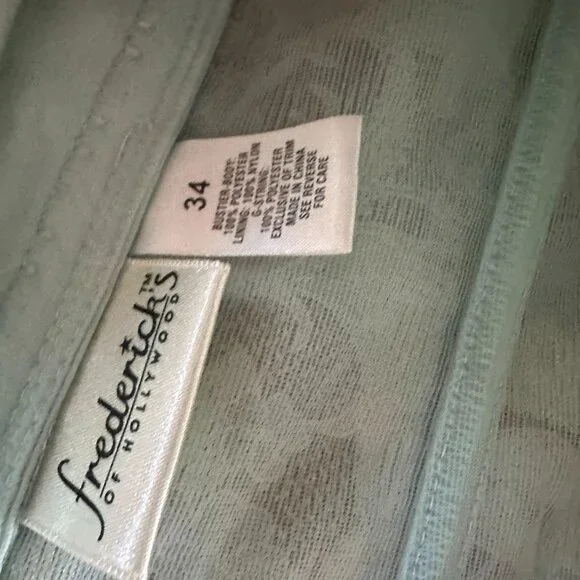 34
BUSTIER-BODY:
100% POLYESTER
LINING: 100% NYLON
G-STRING:
100% POLYESTER
EXCLUSIVE OF TRIM
MADE IN CHINA
SEE REVERSE
FOR CARE
frederick's™
OF HOLLYWOOD